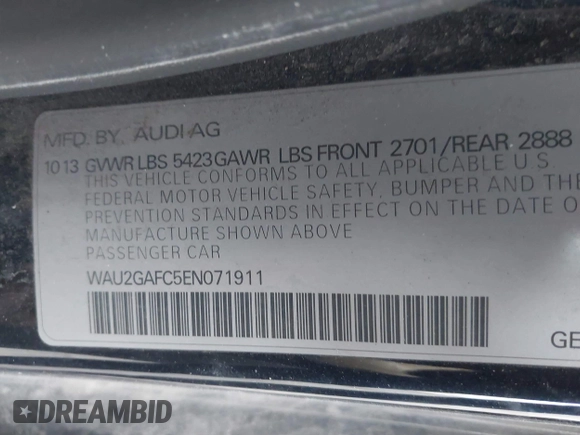 MFD. BY. AUDI AG
10 13 GVWR LBS 5423 GAWR LBS FRONT 2701/REAR 2888
THIS VEHICLE CONFORMS TO ALL APPLICABLE U S.
FEDERAL MOTOR VEHICLE SAFETY, BUMPER AND THE
PREVENTION STANDARDS IN EFFECT ON THE DATE O
MANUFACTURE SHOWN ABOVE
PASSENGER CAR
WAU2GAFC5EN071911
GE
DREAMBID